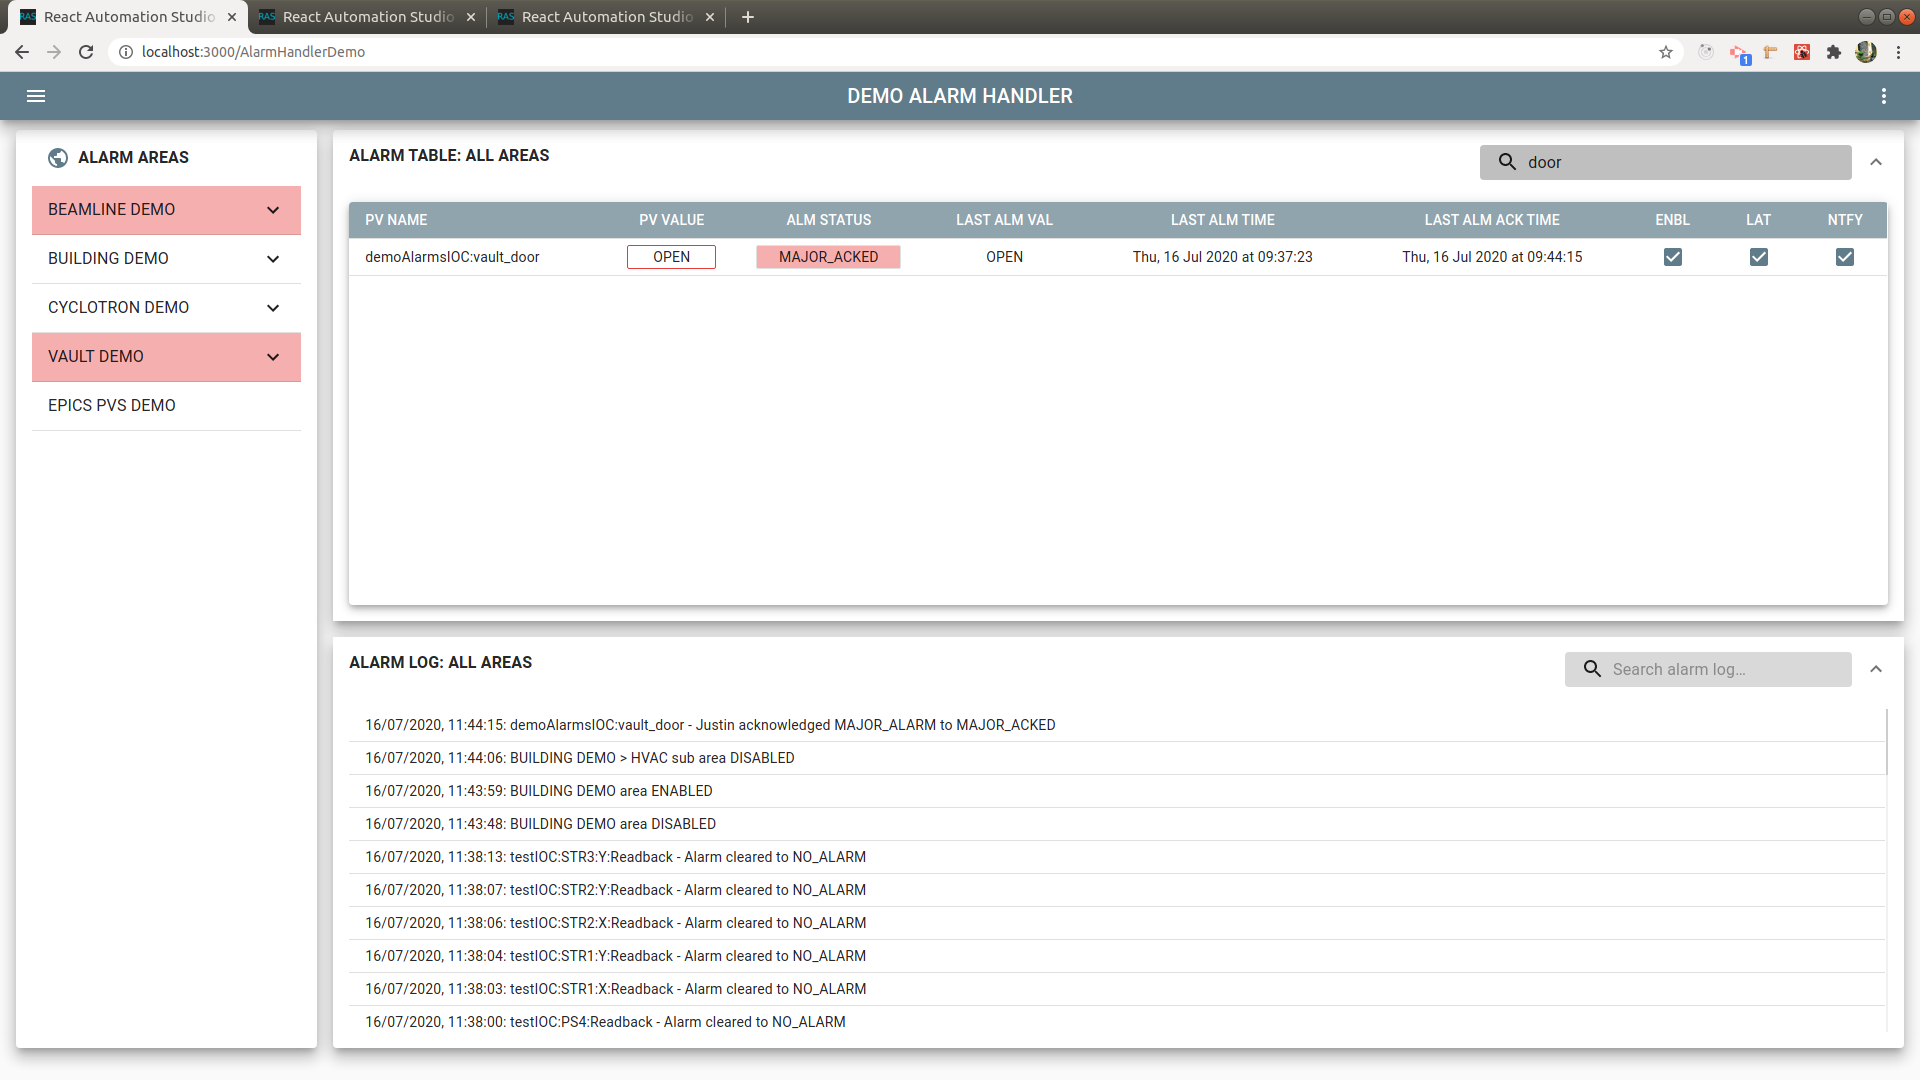 RAS React Automation Studio
RAS React Automation Studio
RAS React Automation Studio
localhost:3000/AlarmHandlerDemo
1
DEMO ALARM HANDLER
ALARM AREAS
BEAMLINE DEMO
BUILDING DEMO
CYCLOTRON DEMO
VAULT DEMO
EPICS PVS DEMO
ALARM TABLE: ALL AREAS
door
PV NAME PV VALUE ALM STATUS LAST ALM VAL LAST ALM TIME LAST ALM ACK TIME ENBL LAT NTFY
demoAlarmsIOC:vault_door OPEN MAJOR_ACKED OPEN Thu, 16 Jul 2020 at 09:37:23 Thu, 16 Jul 2020 at 09:44:15
ALARM LOG: ALL AREAS
Search alarm log...
16/07/2020, 11:44:15: demoAlarmsIOC:vault_door - Justin acknowledged MAJOR_ALARM to MAJOR_ACKED
16/07/2020, 11:44:06: BUILDING DEMO > HVAC sub area DISABLED
16/07/2020, 11:43:59: BUILDING DEMO area ENABLED
16/07/2020, 11:43:48: BUILDING DEMO area DISABLED
16/07/2020, 11:38:13: testIOC:STR3:Y:Readback - Alarm cleared to NO_ALARM
16/07/2020, 11:38:07: testIOC:STR2:Y:Readback - Alarm cleared to NO_ALARM
16/07/2020, 11:38:06: testIOC:STR2:X:Readback - Alarm cleared to NO_ALARM
16/07/2020, 11:38:04: testIOC:STR1:Y:Readback - Alarm cleared to NO_ALARM
16/07/2020, 11:38:03: testIOC:STR1:X:Readback - Alarm cleared to NO_ALARM
16/07/2020, 11:38:00: testIOC:PS4:Readback - Alarm cleared to NO_ALARM